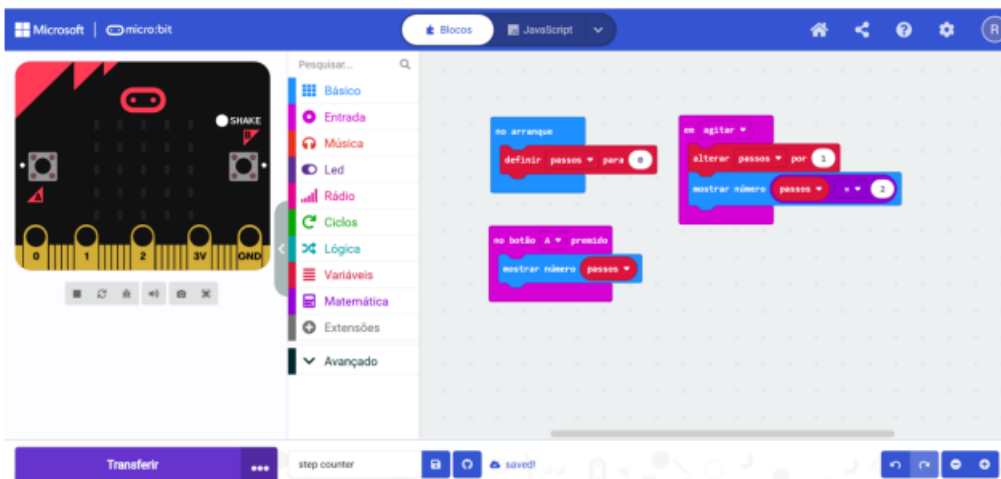 Microsoft micro:bit
Blocos
JavaScript
R
SHAKE
B
A
0 1 2 3V GND
Pesquisar...
Básico
Entrada
Música
Led
Rádio
Ciclos
Lógica
Variáveis
Matemática
Extensões
Avançado
no arranque
definir passos para 0
no botão A premido
mostrar número passos
em agitar
alterar passos por 1
mostrar número passos × 2
Transferir
step counter
saved!